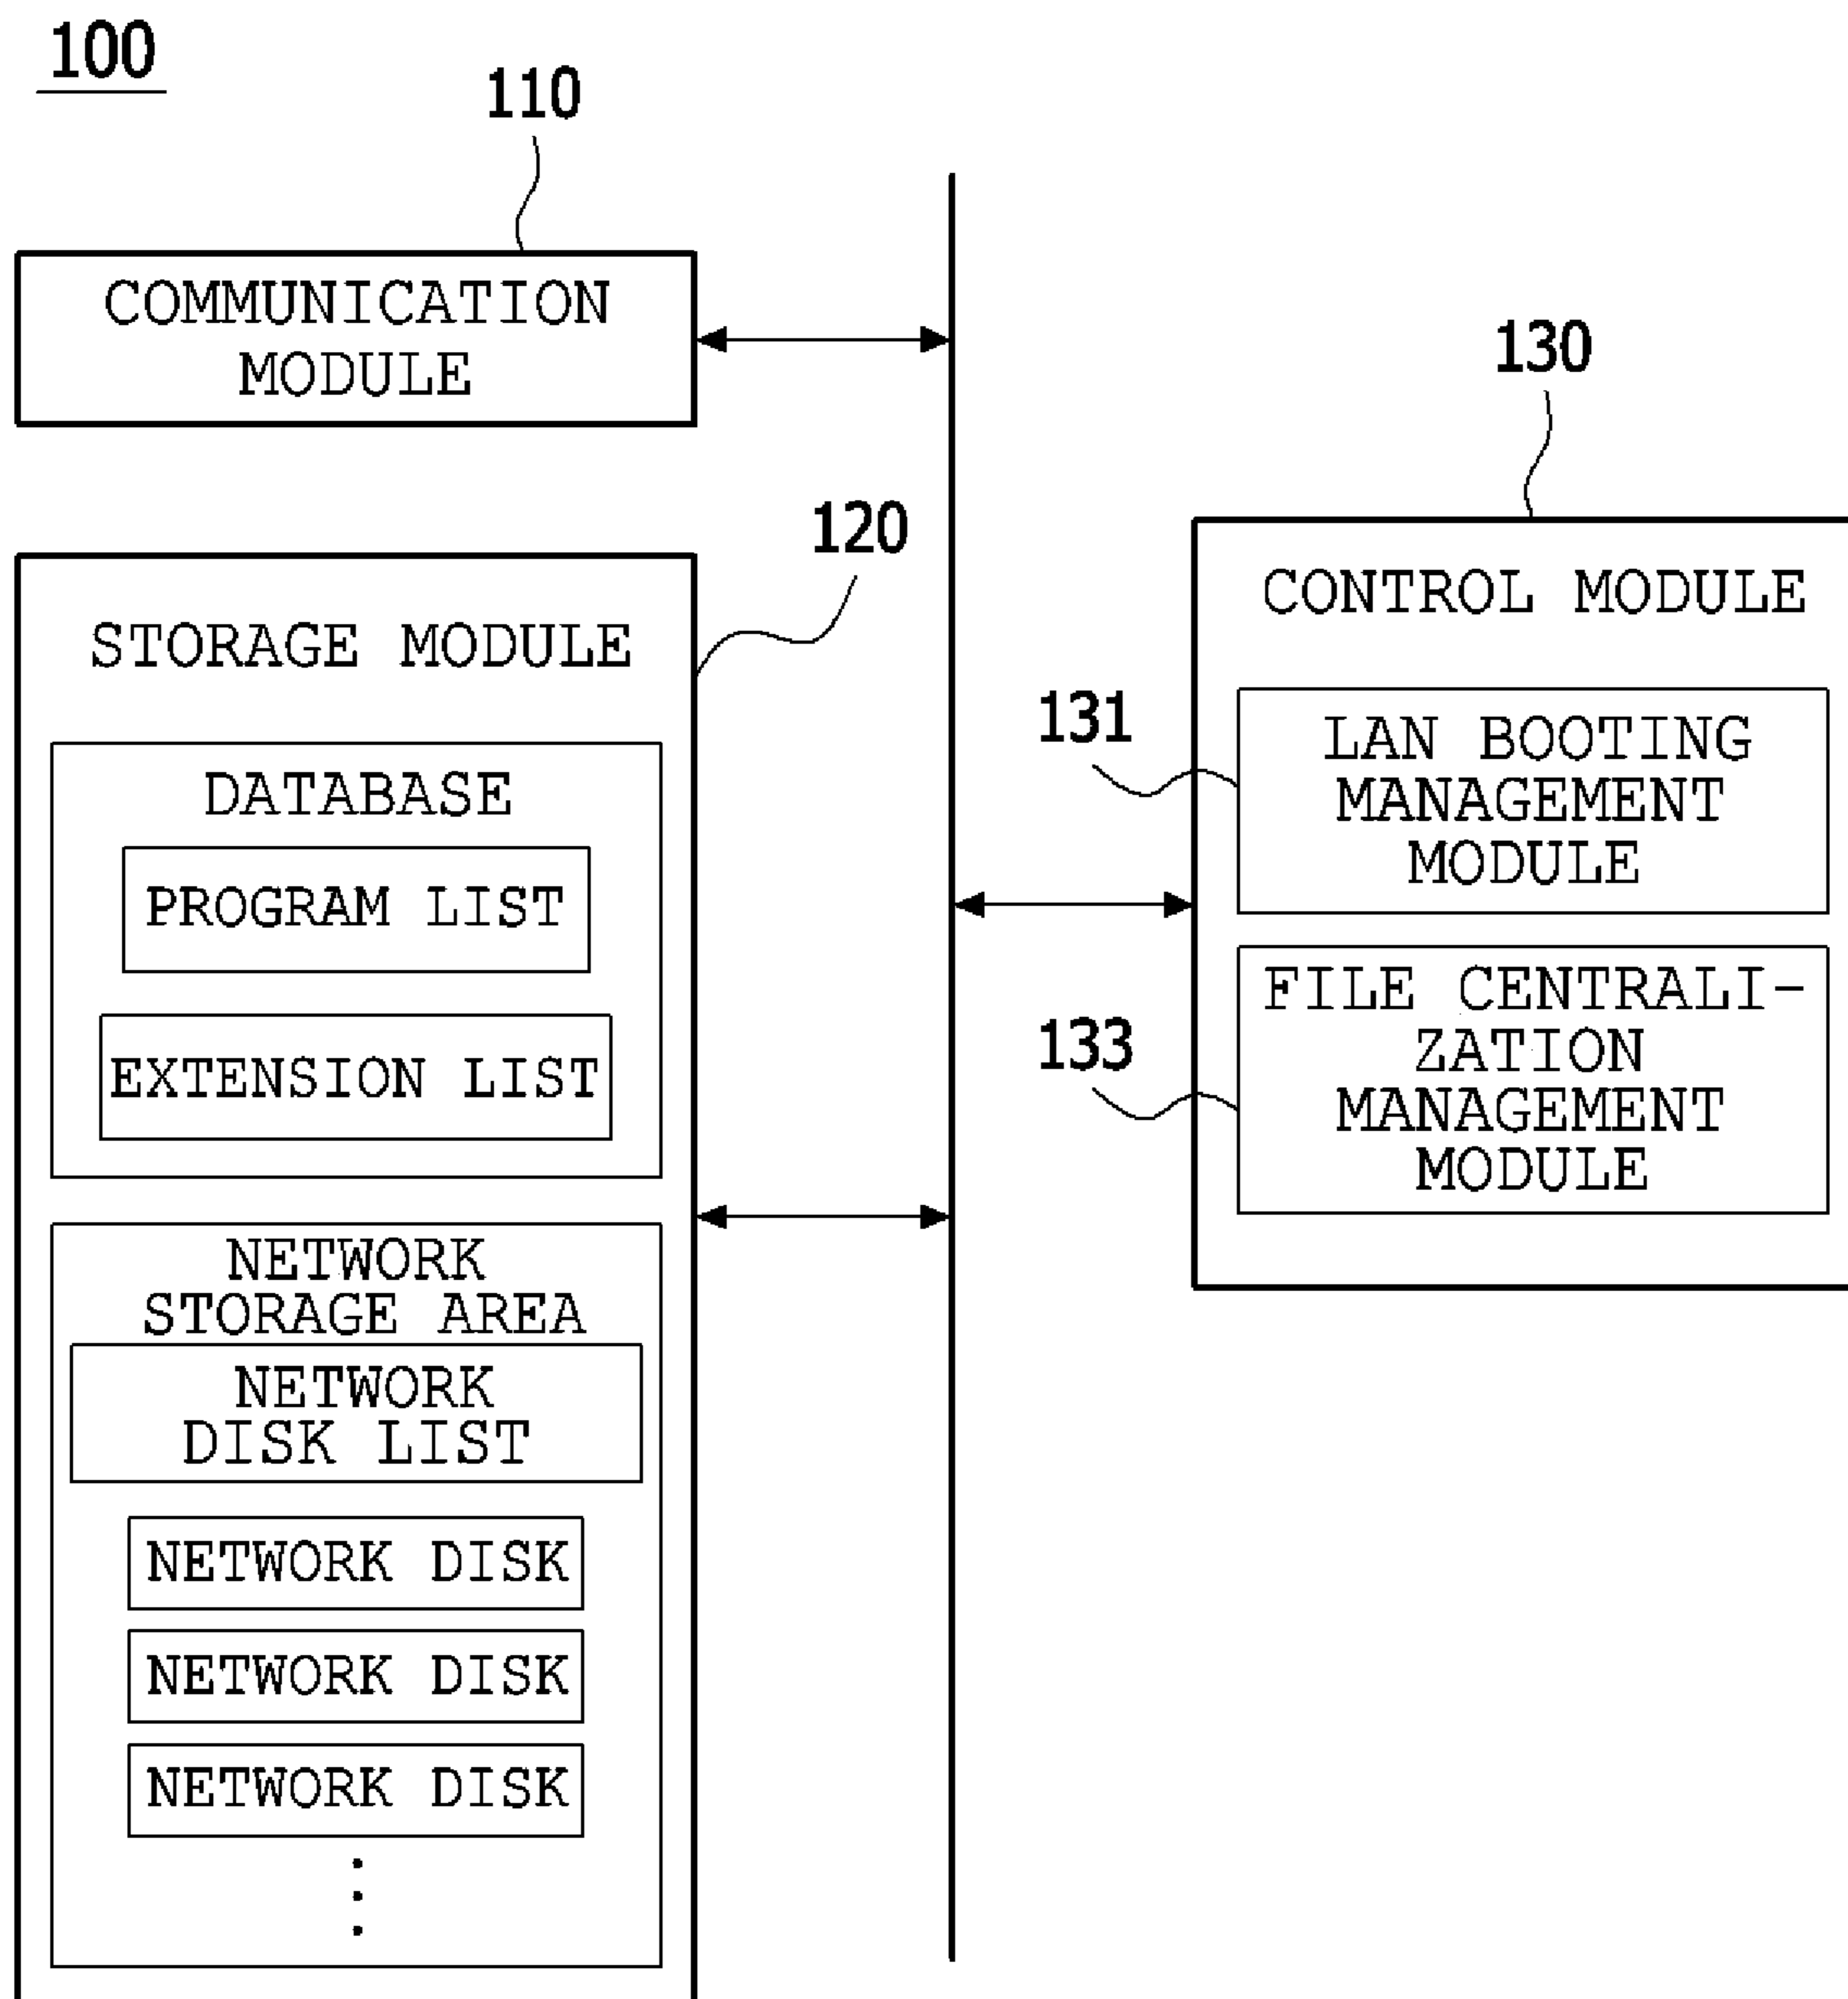 100
110
COMMUNICATION
MODULE
120
STORAGE MODULE
DATABASE
PROGRAM LIST
EXTENSION LIST
NETWORK
STORAGE AREA
NETWORK
DISK LIST
NETWORK DISK
NETWORK DISK
NETWORK DISK
130
CONTROL MODULE
131
LAN BOOTING
MANAGEMENT
MODULE
133
FILE CENTRALI-
ZATION
MANAGEMENT
MODULE